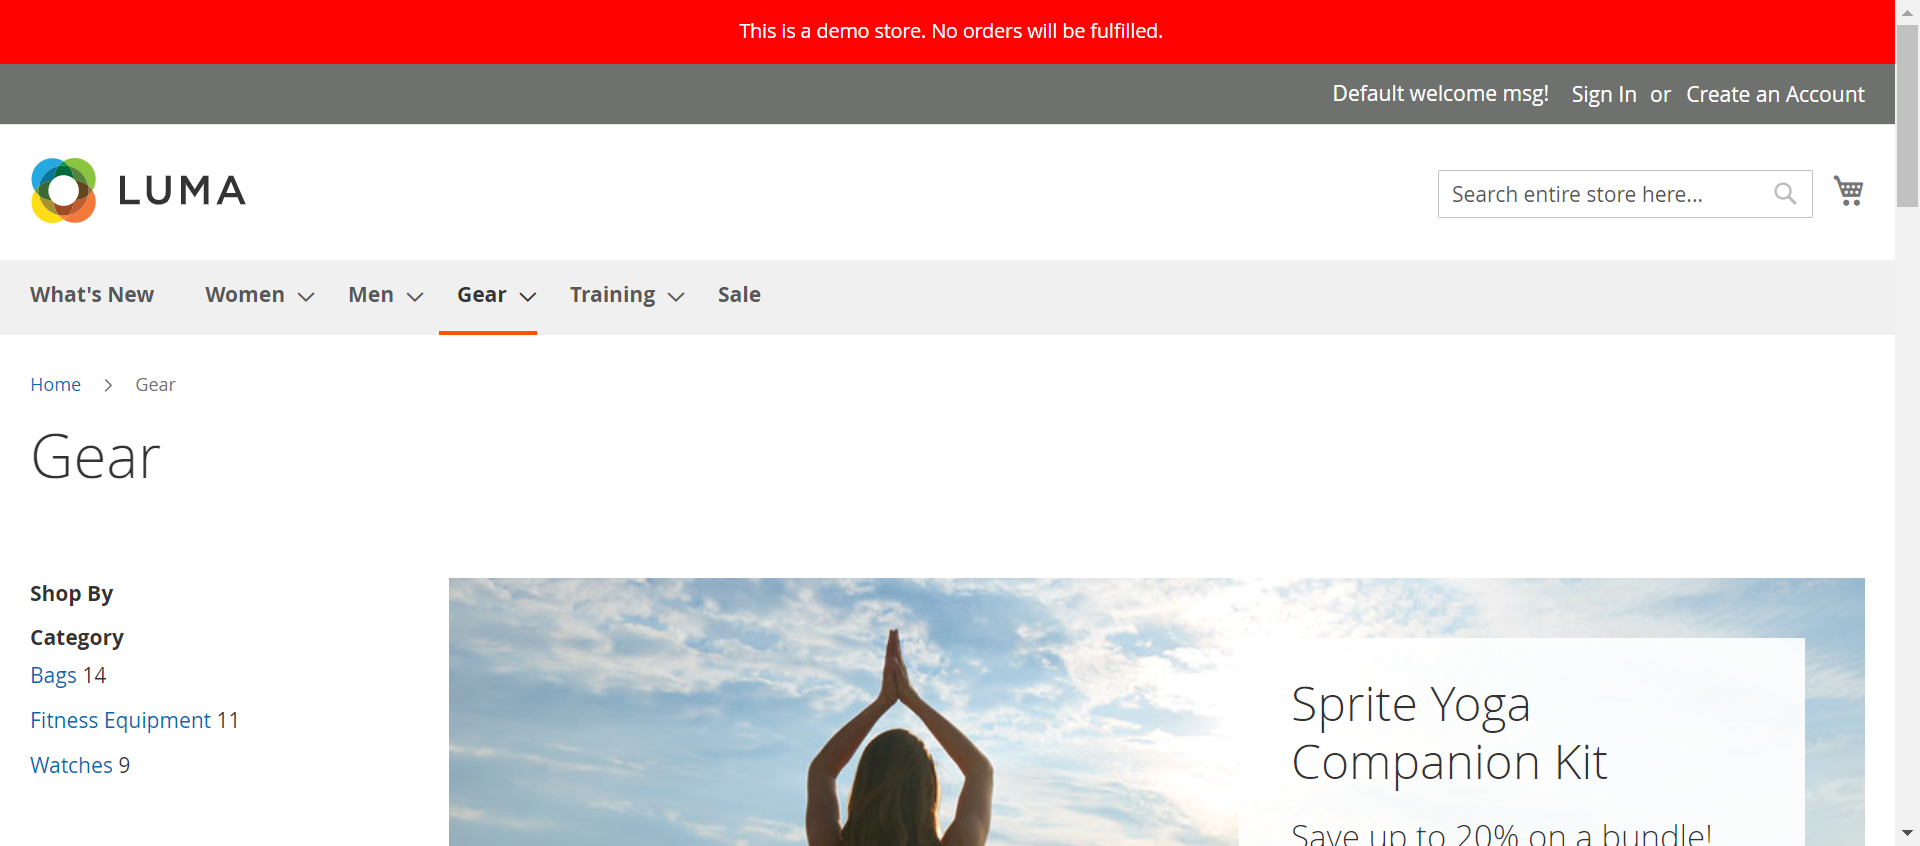 This is a demo store. No orders will be fulfilled.
Default welcome msg! Sign In or Create an Account
LUMA
Search entire store here...
What's New Women Men Gear Training Sale
Home > Gear
Gear
Shop By
Category
Bags 14
Fitness Equipment 11
Watches 9
Sprite Yoga
Companion Kit
Save up to 20% on a bundle!